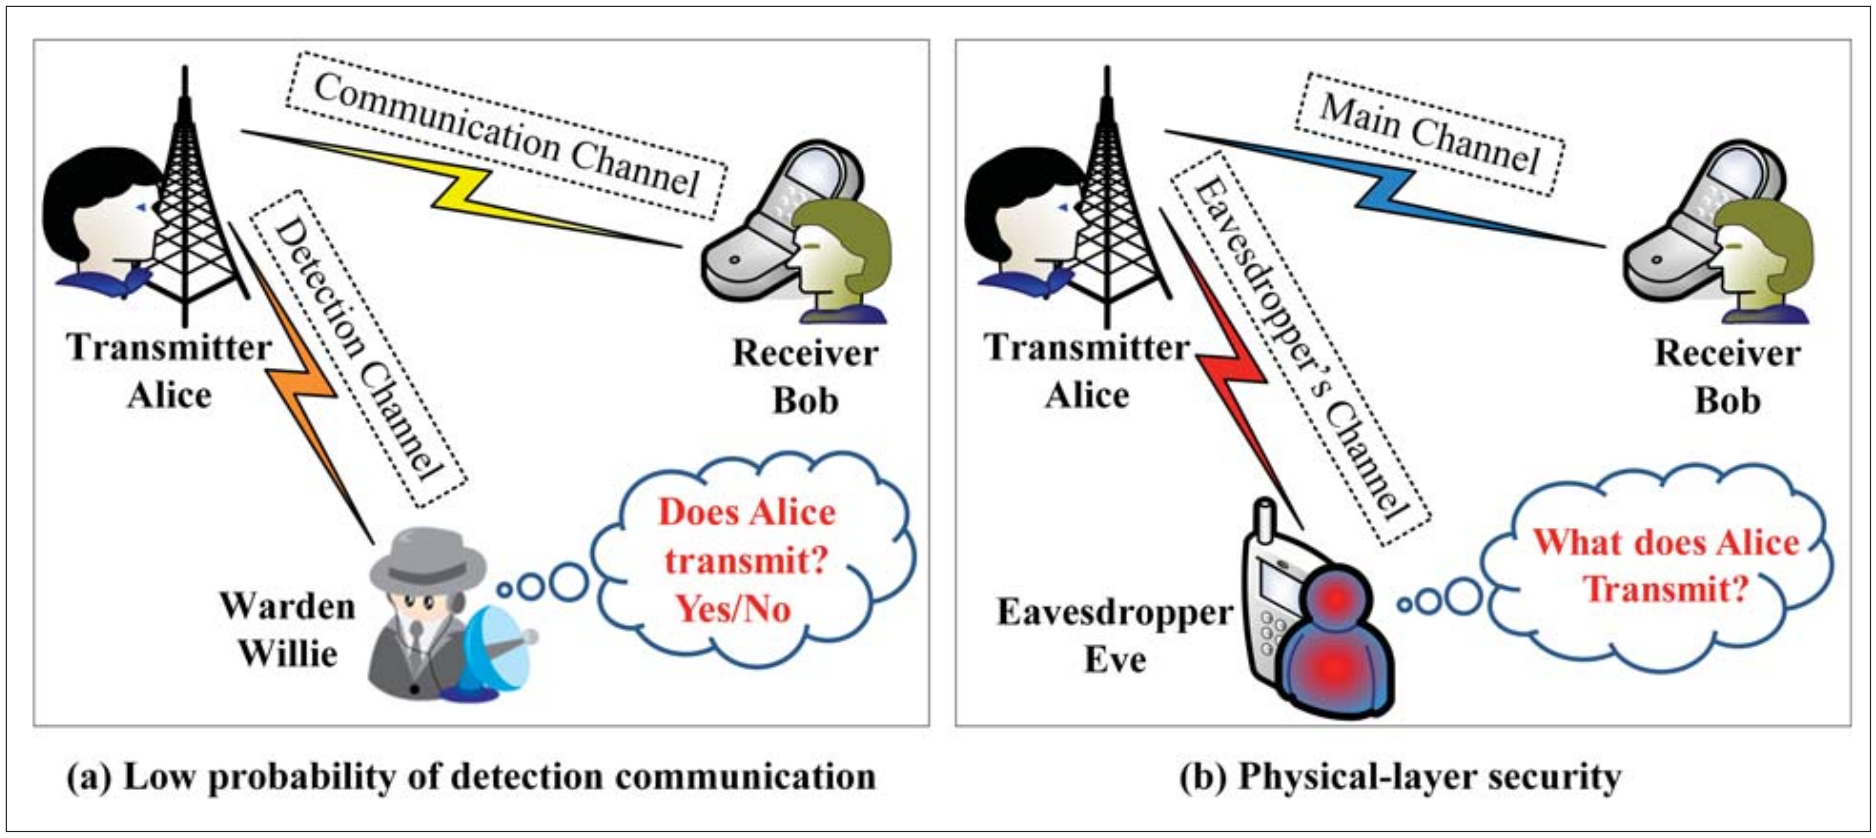 Communication Channel
Detection Channel
Transmitter
Alice
Receiver
Bob
Warden
Willie
Does Alice
transmit?
Yes/No
(a) Low probability of detection communication
Main Channel
Eavesdropper's Channel
Transmitter
Alice
Receiver
Bob
Eavesdropper
Eve
What does Alice
Transmit?
(b) Physical-layer security